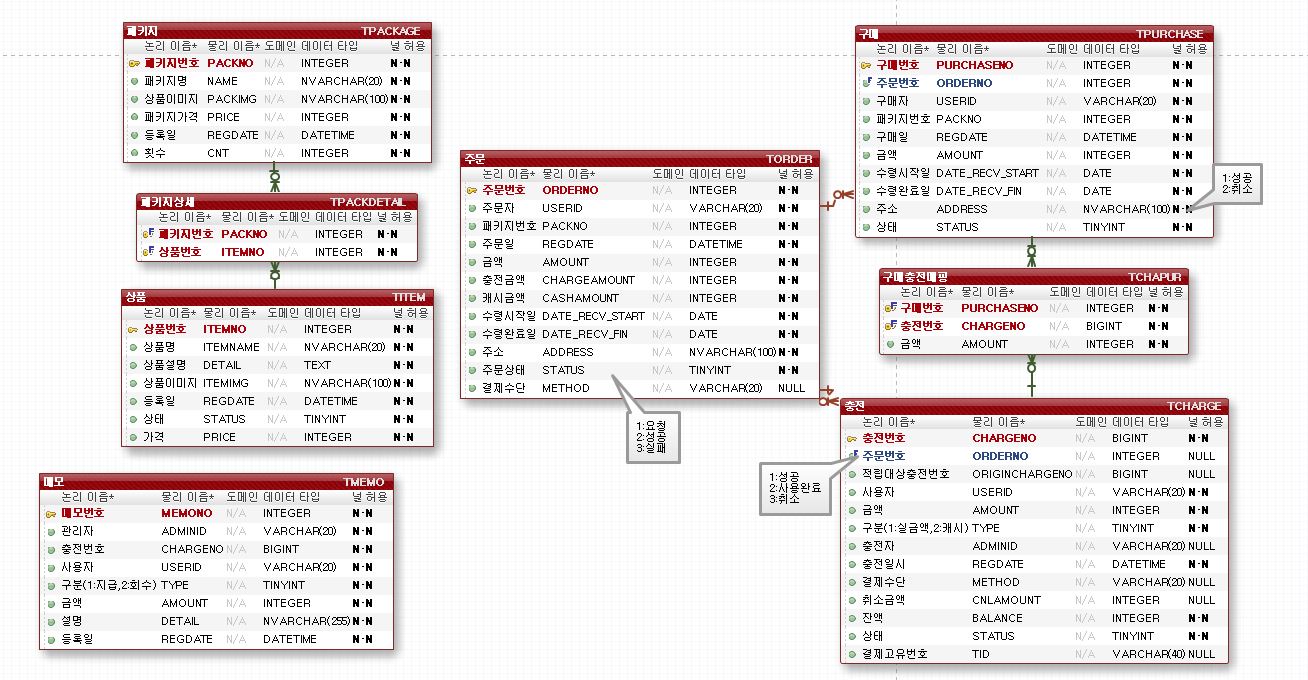 패키지 TPACKAGE
논리 이름* 물리 이름* 도메인 데이터 타입 널 허용
패키지번호 PACKNO N/A INTEGER N-N
패키지명 NAME N/A NVARCHAR(20) N-N
상품이미지 PACKIMG N/A NVARCHAR(100) N-N
패키지가격 PRICE N/A INTEGER N-N
등록일 REGDATE N/A DATETIME N-N
횟수 CNT N/A INTEGER N-N
패키지상세 TPACKDETAIL
논리 이름* 물리 이름* 도메인 데이터 타입 널 허용
패키지번호 PACKNO N/A INTEGER N-N
상품번호 ITEMNO N/A INTEGER N-N
상품 TITEM
논리 이름* 물리 이름* 도메인 데이터 타입 널 허용
상품번호 ITEMNO N/A INTEGER N-N
상품명 ITEMNAME N/A NVARCHAR(20) N-N
상품설명 DETAIL N/A TEXT N-N
상품이미지 ITEMIMG N/A NVARCHAR(100) N-N
등록일 REGDATE N/A DATETIME N-N
상태 STATUS N/A TINYINT N-N
가격 PRICE N/A INTEGER N-N
메모 TMEMO
논리 이름* 물리 이름* 도메인 데이터 타입 널 허용
메모번호 MEMONO N/A INTEGER N-N
관리자 ADMINID N/A VARCHAR(20) N-N
충전번호 CHARGENO N/A BIGINT N-N
사용자 USERID N/A VARCHAR(20) N-N
구분(1:지급,2:회수) TYPE N/A TINYINT N-N
금액 AMOUNT N/A INTEGER N-N
설명 DETAIL N/A NVARCHAR(255) N-N
등록일 REGDATE N/A DATETIME N-N
주문 TORDER
논리 이름* 물리 이름* 도메인 데이터 타입 널 허용
주문번호 ORDERNO N/A INTEGER N-N
주문자 USERID N/A VARCHAR(20) N-N
패키지번호 PACKNO N/A INTEGER N-N
주문일 REGDATE N/A DATETIME N-N
금액 AMOUNT N/A INTEGER N-N
충전금액 CHARGEAMOUNT N/A INTEGER N-N
캐시금액 CASHAMOUNT N/A INTEGER N-N
수령시작일 DATE_RECV_START N/A DATE N-N
수령완료일 DATE_RECV_FIN N/A DATE N-N
주소 ADDRESS N/A NVARCHAR(100) N-N
주문상태 STATUS N/A TINYINT N-N
결제수단 METHOD N/A VARCHAR(20) NULL
1:요청
2:성공
3:실패
구매 TPURCHASE
논리 이름* 물리 이름* 도메인 데이터 타입 널 허용
구매번호 PURCHASENO N/A INTEGER N-N
주문번호 ORDERNO N/A INTEGER N-N
구매자 USERID N/A VARCHAR(20) N-N
패키지번호 PACKNO N/A INTEGER N-N
구매일 REGDATE N/A DATETIME N-N
금액 AMOUNT N/A INTEGER N-N
수령시작일 DATE_RECV_START N/A DATE N-N
수령완료일 DATE_RECV_FIN N/A DATE N-N
주소 ADDRESS N/A NVARCHAR(100) N-N
상태 STATUS N/A TINYINT N-N
1:성공
2:취소
구매충전매핑 TCHAPUR
논리 이름* 물리 이름* 도메인 데이터 타입 널 허용
구매번호 PURCHASENO N/A INTEGER N-N
충전번호 CHARGENO N/A BIGINT N-N
금액 AMOUNT N/A INTEGER N-N
충전 TCHARGE
논리 이름* 물리 이름* 도메인 데이터 타입 널 허용
충전번호 CHARGENO N/A BIGINT N-N
주문번호 ORDERNO N/A INTEGER NULL
적립대상충전번호 ORIGINCHARGENO N/A BIGINT NULL
사용자 USERID N/A VARCHAR(20) N-N
금액 AMOUNT N/A INTEGER N-N
구분(1:실금액,2:캐시) TYPE N/A TINYINT N-N
충전자 ADMINID N/A VARCHAR(20) NULL
충전일시 REGDATE N/A DATETIME N-N
결제수단 METHOD N/A VARCHAR(20) NULL
취소금액 CNLAMOUNT N/A INTEGER NULL
잔액 BALANCE N/A INTEGER N-N
상태 STATUS N/A TINYINT N-N
결제고유번호 TID N/A VARCHAR(40) NULL
1:성공
2:사용완료
3:취소